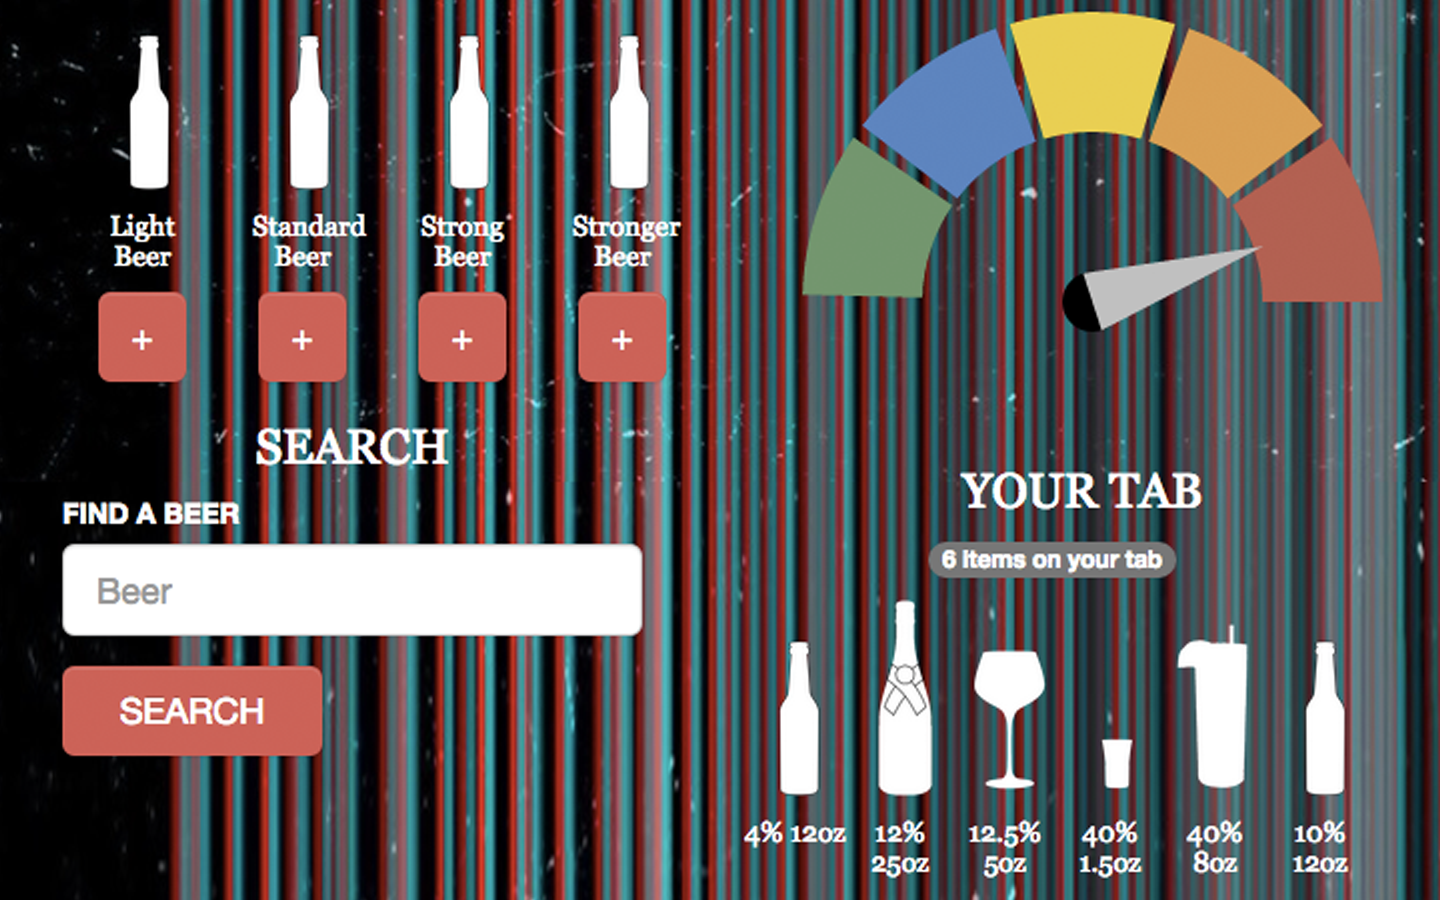 Light
Beer
Standard
Beer
Strong
Beer
Stronger
Beer
+
+
+
+
SEARCH
FIND A BEER
Beer
SEARCH
YOUR TAB
6 items on your tab
4% 12oz
12%
25oz
12.5%
5oz
40%
1.5oz
40%
8oz
10%
12oz